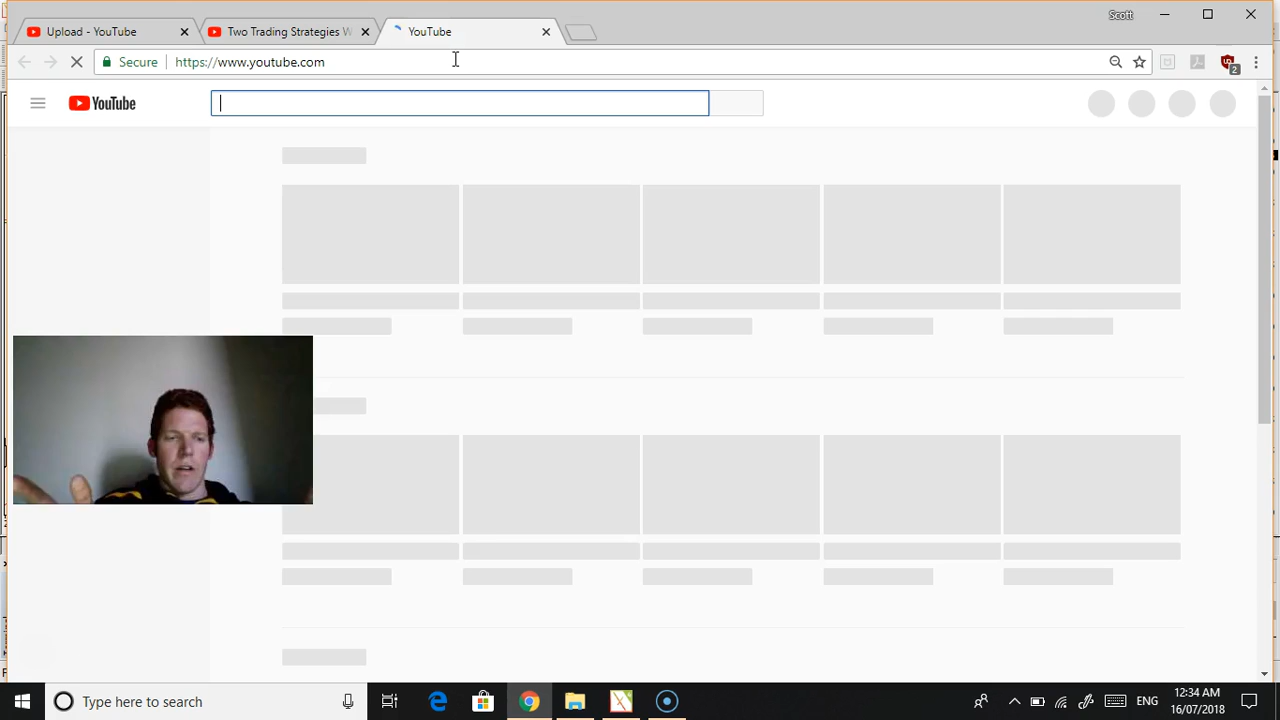 Scott
Upload - YouTube
Two Trading Strategies W
YouTube
Secure
https://www.youtube.com
2
YouTube
Type here to search
ENG
12:34 AM
16/07/2018